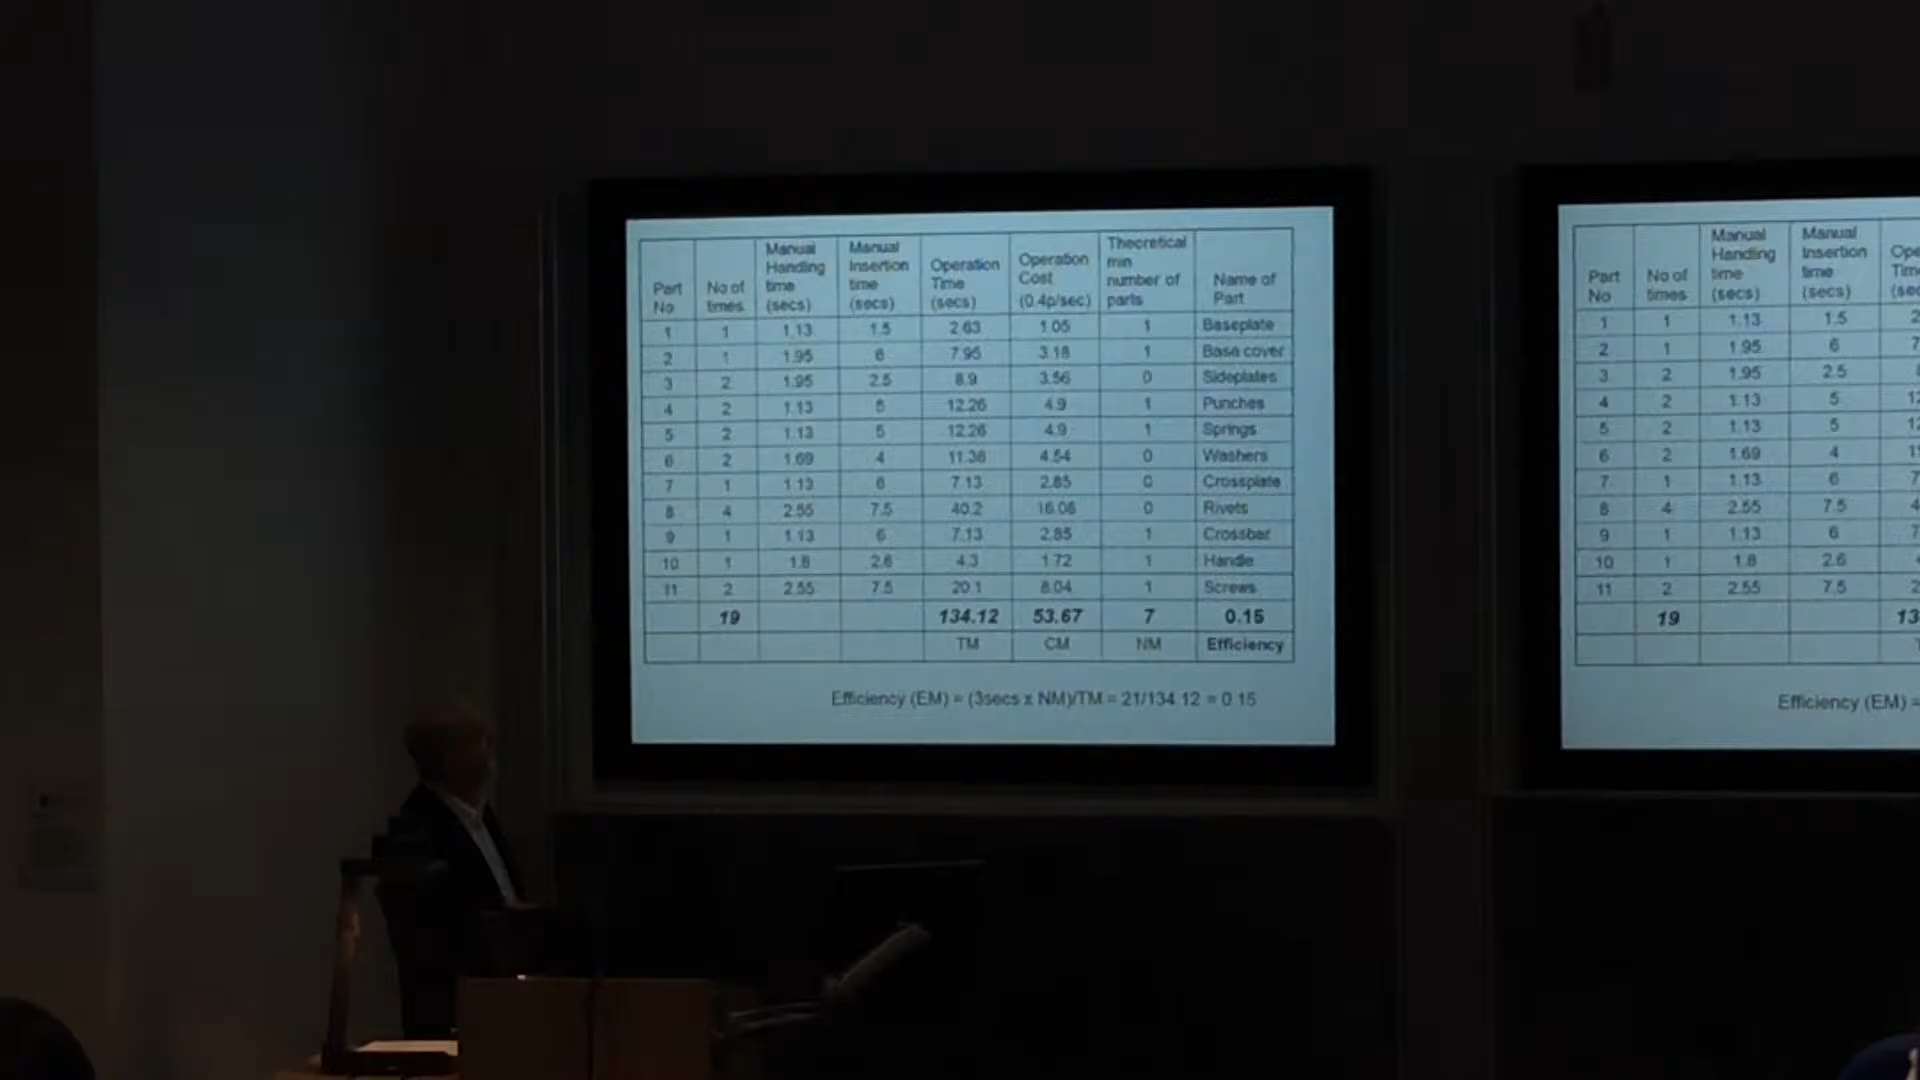 Part No | No of times | Manual Handing time (secs) | Manual Insertion time (secs) | Operation Time (secs) | Operation Cost (0.4p/sec) | Theoretical min number of parts | Name of Part
1 | 1 | 1.13 | 1.5 | 2.63 | 1.05 | 1 | Baseplate
2 | 1 | 1.95 | 6 | 7.95 | 3.18 | 1 | Base cover
3 | 2 | 1.95 | 2.5 | 8.9 | 3.56 | 0 | Sideplates
4 | 2 | 1.13 | 5 | 12.26 | 4.9 | 1 | Punches
5 | 2 | 1.13 | 5 | 12.26 | 4.9 | 1 | Springs
6 | 2 | 1.69 | 4 | 11.38 | 4.54 | 0 | Washers
7 | 1 | 1.13 | 6 | 7.13 | 2.85 | 0 | Crossplate
8 | 4 | 2.55 | 7.5 | 40.2 | 16.08 | 0 | Rivets
9 | 1 | 1.13 | 6 | 7.13 | 2.85 | 1 | Crossbar
10 | 1 | 1.8 | 2.6 | 4.3 | 1.72 | 1 | Handle
11 | 2 | 2.55 | 7.5 | 20.1 | 8.04 | 1 | Screws
19 | 134.12 | 53.67 | 7 | 0.15
TM | CM | NM | Efficiency
Efficiency (EM) = (3secs x NM)/TM = 21/134.12 = 0.15
Part No | No of times | Manual Handing time (secs) | Manual Insertion time (secs)
1 | 1 | 1.13 | 1.5
2 | 1 | 1.95 | 6
3 | 2 | 1.95 | 2.5
4 | 2 | 1.13 | 5
5 | 2 | 1.13 | 5
6 | 2 | 1.69 | 4
7 | 1 | 1.13 | 6
8 | 4 | 2.55 | 7.5
9 | 1 | 1.13 | 6
10 | 1 | 1.8 | 2.6
11 | 2 | 2.55 | 7.5
19
Efficiency (EM) =